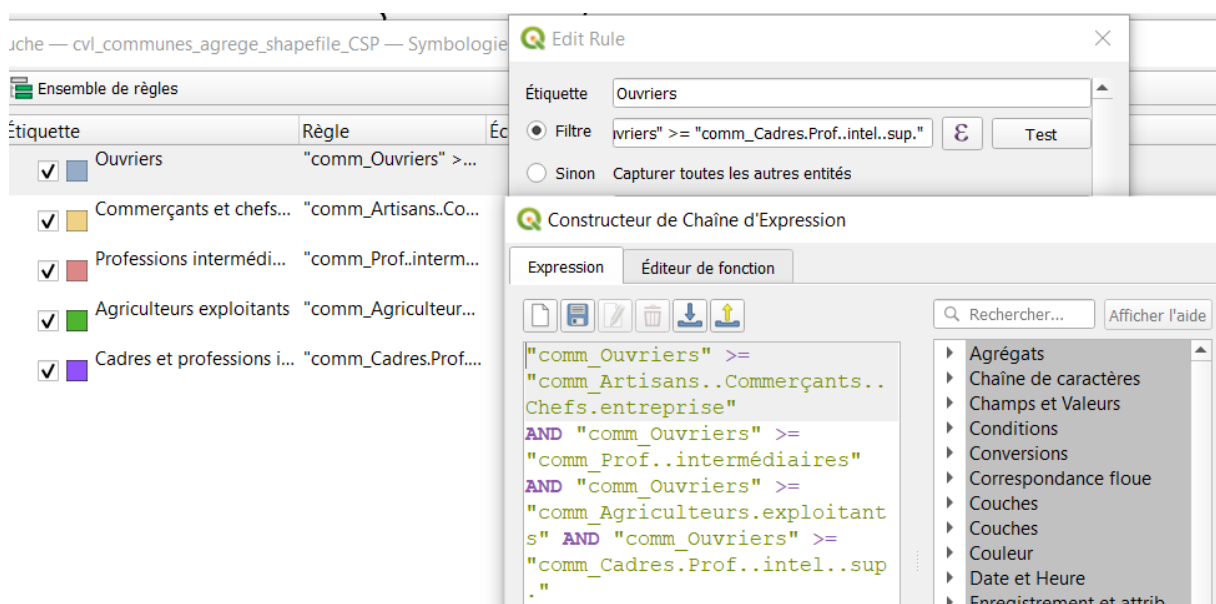 uche — cvl_communes_agrege_shapefile_CSP — Symbologie
Edit Rule
Ensemble de règles
Étiquette Ouvriers
Étiquette Règle Éc
Filtre vriers" >= "comm_Cadres.Prof..intel..sup." ε Test
Ouvriers "comm_Ouvriers" >...
Sinon Capturer toutes les autres entités
Commerçants et chefs... "comm_Artisans..Co...
Professions intermédi... "comm_Prof..interm...
Agriculteurs exploitants "comm_Agriculteur...
Cadres et professions i... "comm_Cadres.Prof....
Constructeur de Chaîne d'Expression
Expression Éditeur de fonction
Rechercher... Afficher l'aide
"comm_Ouvriers" >=
"comm_Artisans..Commerçants..
Chefs.entreprise"
AND "comm_Ouvriers" >=
"comm_Prof..intermédiaires"
AND "comm_Ouvriers" >=
"comm_Agriculteurs.exploitant
s" AND "comm_Ouvriers" >=
"comm_Cadres.Prof..intel..sup
."
Agrégats
Chaîne de caractères
Champs et Valeurs
Conditions
Conversions
Correspondance floue
Couches
Couches
Couleur
Date et Heure
Enregistrement et attrib